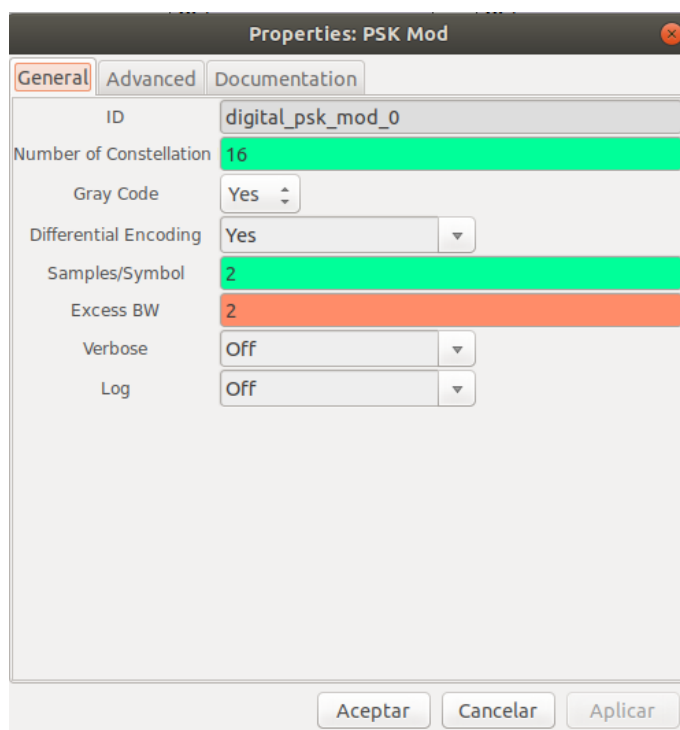 Properties: PSK Mod
General Advanced Documentation
ID digital_psk_mod_0
Number of Constellation 16
Gray Code Yes
Differential Encoding Yes
Samples/Symbol 2
Excess BW 2
Verbose Off
Log Off
Aceptar Cancelar Aplicar